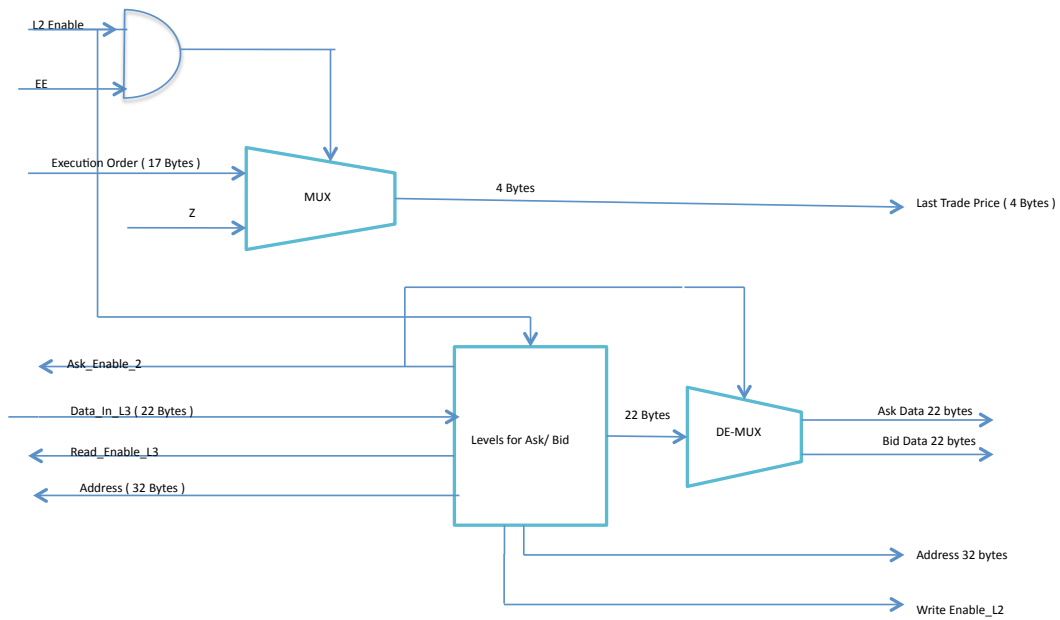 L2 Enable
EE
Execution Order ( 17 Bytes )
MUX
4 Bytes
Last Trade Price ( 4 Bytes )
Z
Ask_Enable_2
Data_In_L3 ( 22 Bytes )
Read_Enable_L3
Address ( 32 Bytes )
Levels for Ask/ Bid
22 Bytes
DE-MUX
Ask Data 22 bytes
Bid Data 22 bytes
Address 32 bytes
Write Enable_L2